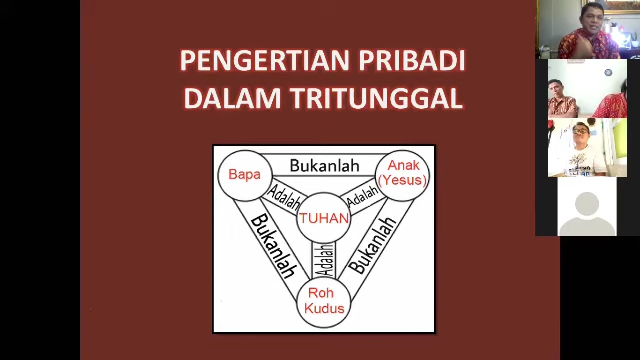 PENGERTIAN PRIBADI
DALAM TRITUNGGAL
Bapa
Bukanlah
Anak
(Yesus)
Adalah
Adalah
TUHAN
Bukanlah
Adalah
Bukanlah
Roh
Kudus